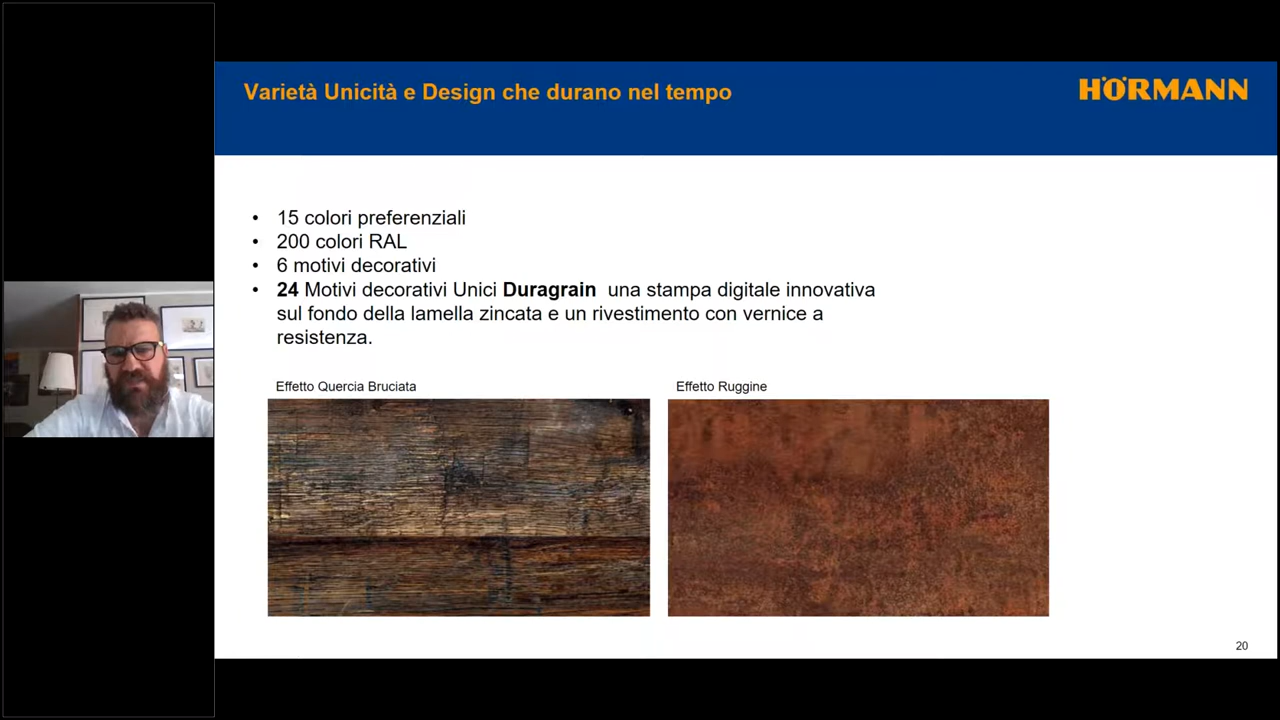 Varietà Unicità e Design che durano nel tempo
HÖRMANN
• 15 colori preferenziali
• 200 colori RAL
• 6 motivi decorativi
• 24 Motivi decorativi Unici Duragrain una stampa digitale innovativa
sul fondo della lamella zincata e un rivestimento con vernice a
resistenza.
Effetto Quercia Bruciata
Effetto Ruggine
20